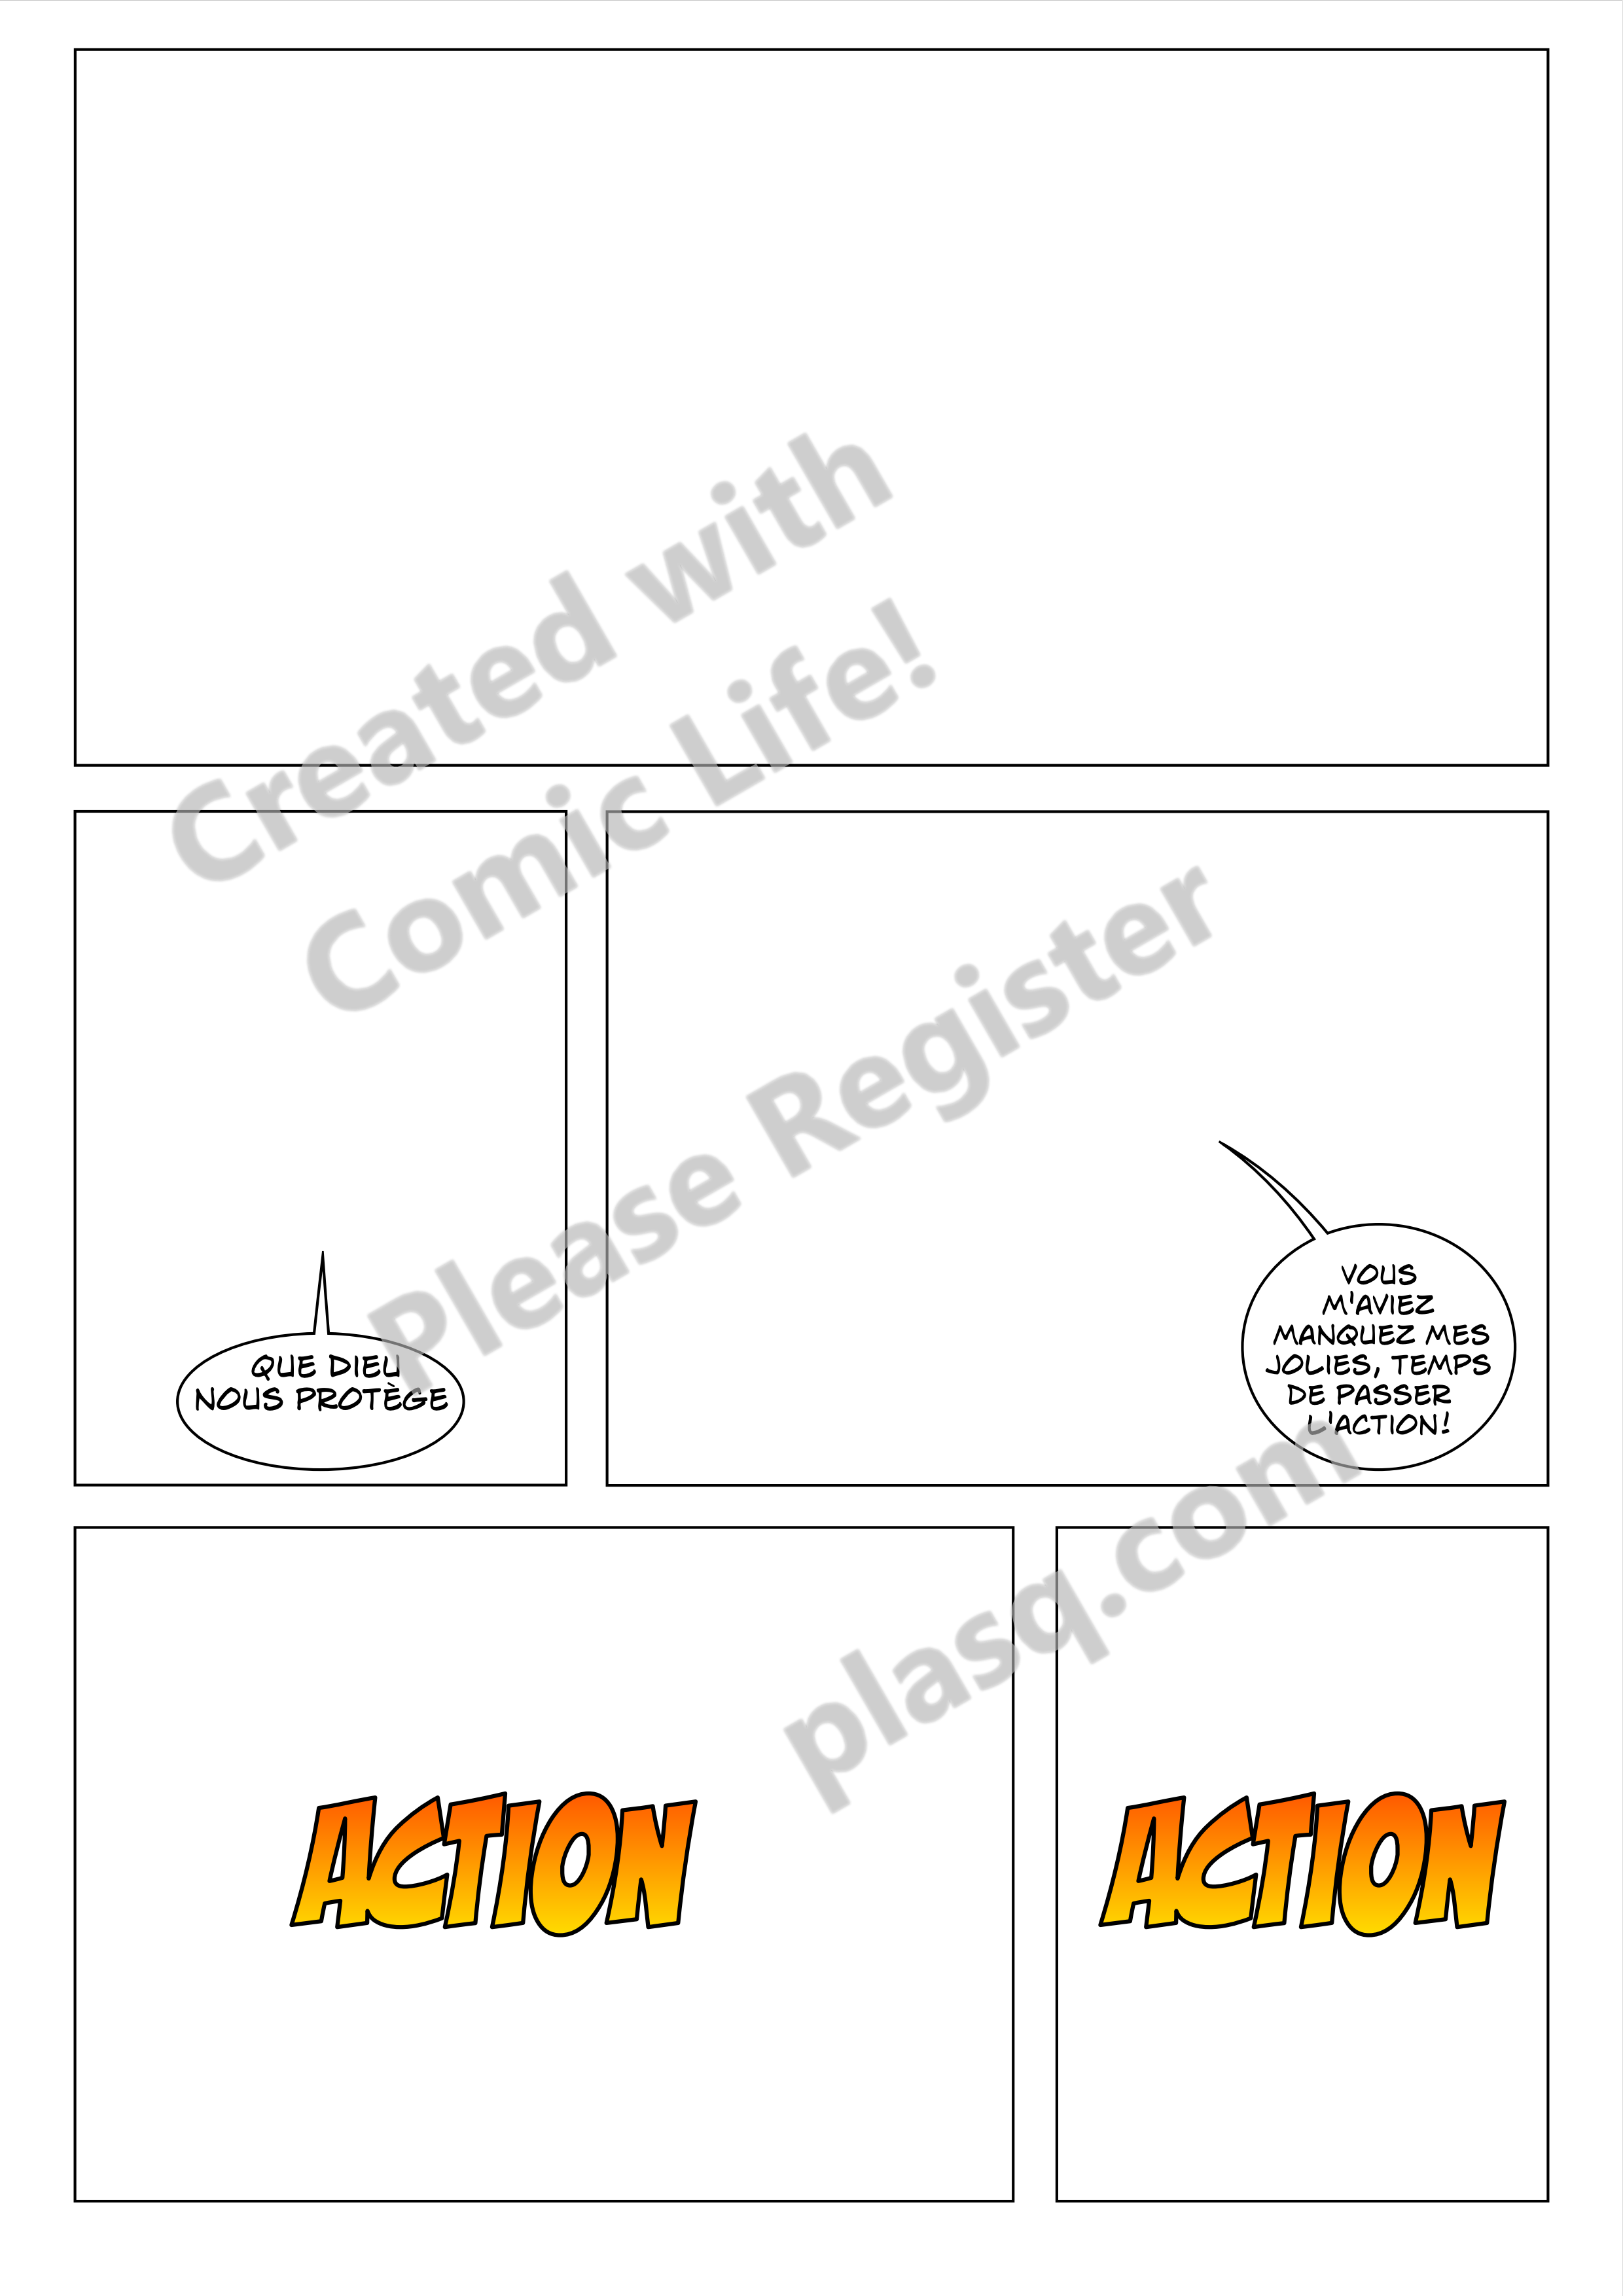 Created with
Comic Life!
Please Register
plasq.com
QUE DIEU
NOUS PROTÈGE
VOUS
M'AVIEZ
MANQUEZ MES
JOLIES, TEMPS
DE PASSER
L'ACTION!
ACTION
ACTION